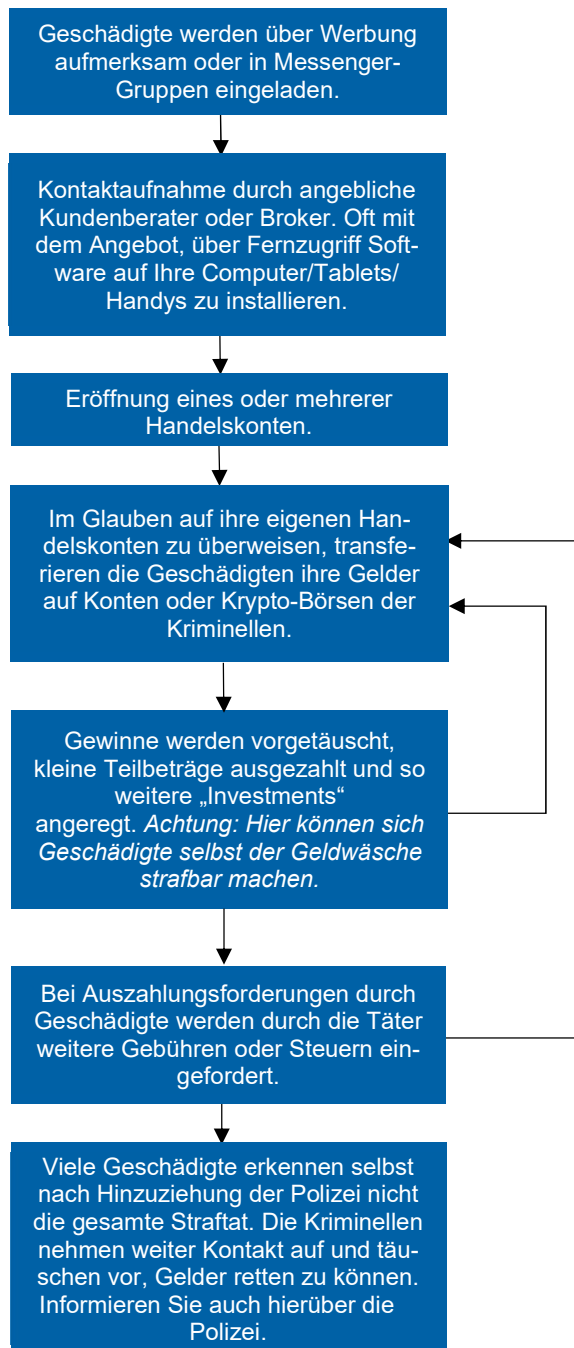 Geschädigte werden über Werbung
aufmerksam oder in Messenger-
Gruppen eingeladen.
Kontaktaufnahme durch angebliche
Kundenberater oder Broker. Oft mit
dem Angebot, über Fernzugriff Soft-
ware auf Ihre Computer/Tablets/
Handys zu installieren.
Eröffnung eines oder mehrerer
Handelskonten.
Im Glauben auf ihre eigenen Han-
delskonten zu überweisen, transfe-
rieren die Geschädigten ihre Gelder
auf Konten oder Krypto-Börsen der
Kriminellen.
Gewinne werden vorgetäuscht,
kleine Teilbeträge ausgezahlt und so
weitere „Investments“
angeregt. Achtung: Hier können sich
Geschädigte selbst der Geldwäsche
strafbar machen.
Bei Auszahlungsforderungen durch
Geschädigte werden durch die Täter
weitere Gebühren oder Steuern ein-
gefordert.
Viele Geschädigte erkennen selbst
nach Hinzuziehung der Polizei nicht
die gesamte Straftat. Die Kriminellen
nehmen weiter Kontakt auf und täu-
schen vor, Gelder retten zu können.
Informieren Sie auch hierüber die
Polizei.